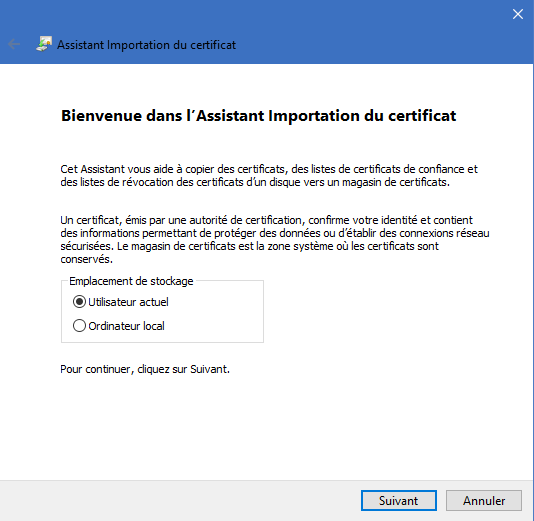 Assistant Importation du certificat
Bienvenue dans l’Assistant Importation du certificat
Cet Assistant vous aide à copier des certificats, des listes de certificats de confiance et
des listes de révocation des certificats d’un disque vers un magasin de certificats.
Un certificat, émis par une autorité de certification, confirme votre identité et contient
des informations permettant de protéger des données ou d’établir des connexions réseau
sécurisées. Le magasin de certificats est la zone système où les certificats sont
conservés.
Emplacement de stockage
Utilisateur actuel
Ordinateur local
Pour continuer, cliquez sur Suivant.
Suivant
Annuler